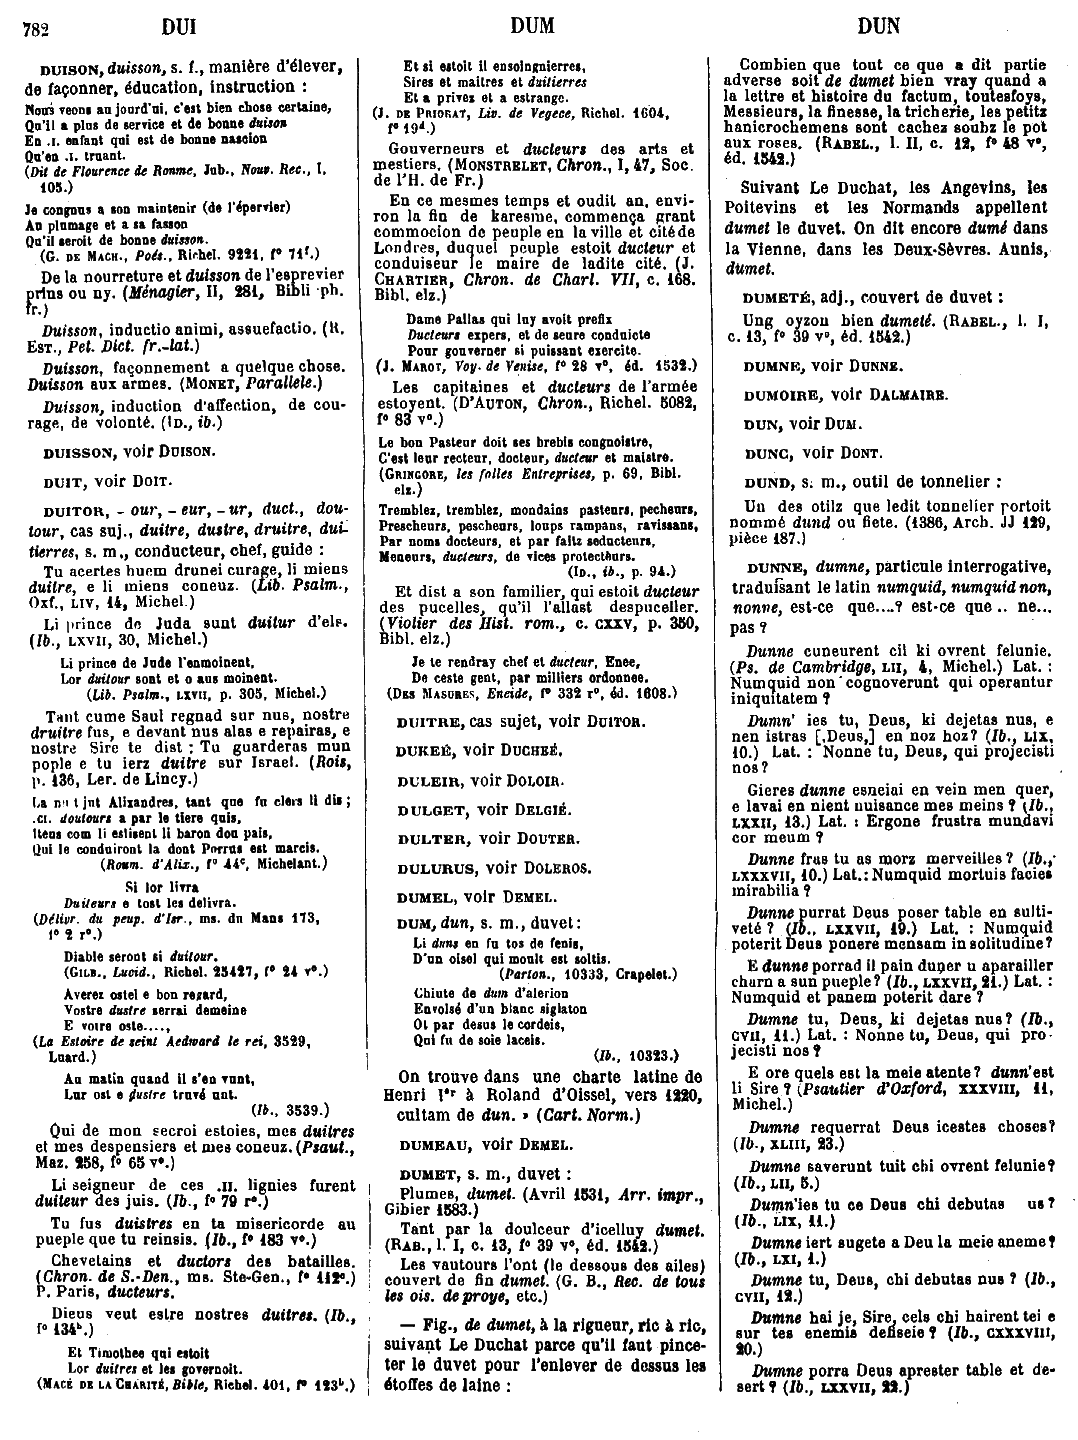 782 DUI DUM DUN
DUISON, duisson, s. f., manière d'élever,
de façonner, éducation, instruction :
Nous veons au jourd'ui, c'est bien chose certaine,
Qu'il a plus de service et de bonne duison
En .I. enfant qui est de bonne nascion
Qu'en .I. truant.
(Dit de Flourence de Romme, Jub., Nouv. Rec., I,
105.)
Je congnus a son maintenir (de l'épervier)
Au plumage et a sa fasson
Qu'il seroit de bonne duisson.
(G. DE MACH., Poés., Richel. 9221, f° 71f.)
De la nourreture et duisson de l'esprevier
prins ou ny. (Ménagier, II, 281, Bibliph.
fr.)
Duisson, inductio animi, assuefactio. (R.
EST., Pet. Dict. fr.-lat.)
Duisson, façonnement a quelque chose.
Duisson aux armes. (MONET, Parallele.)
Duisson, induction d'affection, de cou-
rage, de volonté. (ID., ib.)
DUISSON, voir DUISON.
DUIT, voir DOIT.
DUITOR, - our, - eur, - ur, duct., dou-
tour, cas suj., duitre, dustre, druitre, dui-
tierres, s. m., conducteur, chef, guide :
Tu acertes huem drunei curage, li miens
duitre, e li miens coneuz. (Lib. Psalm.,
Oxf., LIV, 14, Michel.)
Li prince de Juda sunt duitur d'els.
(Ib., LXVII, 30, Michel.)
Li prince de Jude l'enmoinent,
Lor duitour sont et o aus moinent.
(Lib. Psalm., LXVII, p. 305, Michel.)
Tant cume Saul regnad sur nus, nostre
druitre fus, e devant nus alas e repairas, e
nostre Sire te dist : Tu guarderas mun
pople e tu ierz duitre sur Israel. (Rois,
p. 136, Ler. de Lincy.)
La nuit jut Alixandres, tant que fu clers li dis ;
.CI. doutours a par le tiere quis,
Itens com li eslisent li baron dou païs,
Qui le conduiront la dont Porrus est marcis.
(Roum. d'Alix., f° 44c, Michelant.)
Si lor livra
Duiteurs e tost les delivra.
(Délivr. du peup. d'Isr., ms. du Mans 173,
f° 2 r°.)
Diable seront si duitour.
(GILB., Lucid., Richel. 25427, f° 24 v°.)
Averez ostel e bon regard,
Vostre dustre serrai demeine
E voire oste....,
(La Estoire de seint Aedward le rei, 3529,
Luard.)
Au matin quand il s'en vunt,
Lur ost e dustre truvé unt.
(Ib., 3539.)
Qui de mon secroi estoies, mes duitres
et mes despensiers et mes coneuz. (Psaut.,
Maz. 258, f° 65 v°.)
Li seigneur de ces .II. lignies furent
duiteur des juis. (Ib., f° 79 r°.)
Tu fus duistres en ta misericorde au
pueple que tu reinsis. (Ib., f° 183 v°.)
Chevetains et ductors des batailles.
(Chron. de S.-Den., ms. Ste-Gen., f° 112c.)
P. Paris, ducteurs.
Dieus veut estre nostres duitres. (Ib.,
f° 134b.)
Et Timothee qui estoit
Lor duitres et les governoit.
(MACÉ DE LA CHARITÉ, Bible, Richel. 401, f° 123b.)
Et si estoit il ensoingnierres,
Sires et maitres et duitierres
Et a privez et a estrange.
(J. DE PRIORAT, Liv. de Vegece, Richel. 1604,
f° 19d.)
Gouverneurs et ducteurs des arts et
mestiers. (MONSTRELET, Chron., I, 47, Soc.
de l'H. de Fr.)
En ce mesmes temps et oudit an, envi-
ron la fin de karesme, commença grant
commocion de peuple en la ville et cité de
Londres, duquel peuple estoit ducteur et
conduiseur le maire de ladite cité. (J.
CHARTIER, Chron. de Charl. VII, c. 168.
Bibl. elz.)
Dame Pallas qui luy avoit prefix
Ducteurs expers, et de seure conduicte
Pour gouverner si puissant exercite.
(J. MAROT, Voy. de Venise, f° 28 v°, éd. 1532.)
Les capitaines et ducteurs de l'armée
estoyent. (D'AUTON, Chron., Richel. 5082,
f° 83 v°.)
Le bon Pasteur doit ses brebis congnoistre,
C'est leur recteur, docteur, ducteur et maistre.
(GRINGORE, les folles Entreprises, p. 69, Bibl.
elz.)
Tremblez, tremblez, mondains pasteurs, pecheurs,
Prescheurs, pescheurs, loups rampans, ravissans,
Par noms docteurs, et par faitz seducteurs,
Meneurs, ducteurs, de vices protecteurs.
(ID., ib., p. 94.)
Et dist a son familier, qui estoit ducteur
des pucelles, qu'il l'allast despuceller.
(Violier des Hist. rom., c. CXXV, p. 350,
Bibl. elz.)
Je te rendray chef et ducteur, Enee,
De ceste gent, par milliers ordonnee.
(DES MASURES, Eneide, f° 332 r°, éd. 1608.)
DUITRE, cas sujet, voir DUITOR.
DUKEÉ, voir DUCHEÉ.
DULEIR, voir DOLOIR.
DULGET, voir DELGIÉ.
DULTER, voir DOUTER.
DULURUS, voir DOLEROS.
DUMEL, voir DEMEL.
DUM, dun, s. m., duvet :
Li duns en fu tos de fenis,
D'un oisel qui moult est soltis.
(Parton., 10333, Crapelet.)
Chiute de dum d'alerion
Envolsé d'un blanc siglaton
Ot par desus le cordeis,
Qui fu de soie laceis.
(Ib., 10323.)
On trouve dans une charte latine de
Henri Ier à Roland d'Oissel, vers 1220,
cultam de dun. » (Cart. Norm.)
DUMEAU, voir DEMEL.
DUMET, s. m., duvet :
Plumes, dumet. (Avril 1531, Arr. impr.,
Gibier 1583.)
Tant par la doulceur d'icelluy dumet.
(RAB., l. I, c. 13, f° 39 v°, éd. 1542.)
Les vautours l'ont (le dessous des ailes)
couvert de fin dumet. (G. B., Rec. de tous
les ois. de proye, etc.)
— Fig., de dumet, à la rigueur, ric à ric,
suivant Le Duchat parce qu'il faut pince-
ter le duvet pour l'enlever de dessus les
étoffes de laine :
Combien que tout ce que a dit partie
adverse soit de dumet bien vray quand a
la lettre et histoire du factum, toutesfoys,
Messieurs, la finesse, la tricherie, les petitz
hanicrochemens sont cachez soubz le pot
aux roses. (RABEL., l. II, c. 12, f° 48 v°,
éd. 1542.)
Suivant Le Duchat, les Angevins, les
Poitevins et les Normands appellent
dumet le duvet. On dit encore dumé dans
la Vienne, dans les Deux-Sèvres. Aunis,
dumet.
DUMETÉ, adj., couvert de duvet :
Ung oyzon bien dumeté. (RABEL., l. I,
c. 13, f° 39 v°, éd. 1542.)
DUMNE, voir DUNNE.
DUMOIRE, voir DALMAIRE.
DUN, voir DUM.
DUNC, voir DONT.
DUND, s. m., outil de tonnelier :
Un des otilz que ledit tonnelier portoit
nommé dund ou fiete. (1386, Arch. JJ 129,
pièce 187.)
DUNNE, dumne, particule interrogative,
traduisant le latin numquid, numquid non,
nonne, est-ce que....? est-ce que .. ne...
pas ?
Dunne cuneurent cil ki ovrent felunie.
(Ps. de Cambridge, LII, 4, Michel.) Lat. :
Numquid non cognoverunt qui operantur
iniquitatem ?
Dumn' ies tu, Deus, ki dejetas nus, e
nen istras [,Deus,] en noz hoz? (Ib., LIX,
10.) Lat. : Nonne tu, Deus, qui projecisti
nos ?
Gieres dunne esneiai en vein men quer,
e lavai en nient nuisance mes meins ? (Ib.,
LXXII, 13.) Lat. : Ergone frustra mundavi
cor meum ?
Dunne fras tu as morz merveilles ? (Ib.,
LXXXVII, 10.) Lat.: Numquid mortuis facies
mirabilia ?
Dunne purrat Deus poser table en sulti-
veté ? (Ib., LXXVII, 19.) Lat. : Numquid
poterit Deus ponere mensam in solitudine?
E dunne porrad il pain duner u aparailler
charn a sun pueple? (Ib., LXXVII, 21.) Lat. :
Numquid et panem poterit dare ?
Dumne tu, Deus, ki dejetas nus? (Ib.,
CVII, 11.) Lat. : Nonne tu, Deus, qui pro-
jecisti nos ?
E ore quels est la meie atente? dunn'est
li Sire ? (Psautier d'Oxford, XXXVIII, 11,
Michel.)
Dumne requerrat Deus icestes choses?
(Ib., XLIII, 23.)
Dumne saverunt tuit chi ovrent felunie?
(Ib., LII, 5.)
Dumn'ies tu ce Deus chi debutas us?
(Ib., LIX, 11.)
Dumne iert sugete a Deu la meie aneme?
(Ib., LXI, 1.)
Dumne tu, Deus, chi debutas nus ? (Ib.,
CVII, 12.)
Dumne hai je, Sire, cels chi haïrent tei e
sur tes enemis defiseie ? (Ib., CXXXVIII,
20.)
Dumne porra Deus aprester table et de-
sert ? (Ib., LXXVII, 22.)